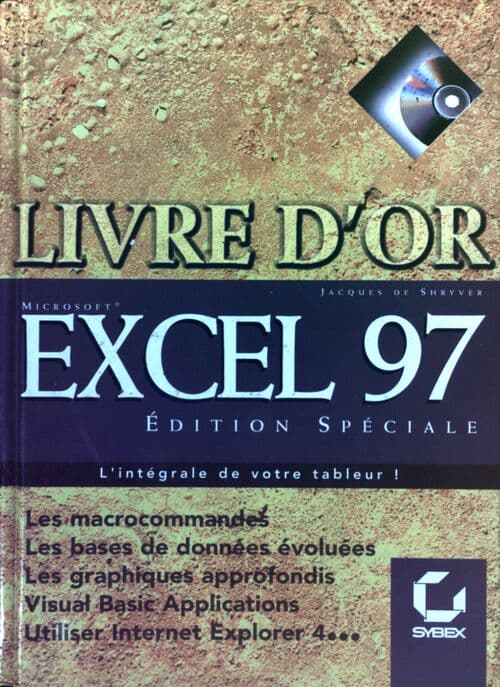 LIVRE D'OR
JACQUES DE SHRYVER
MICROSOFT®
EXCEL 97
ÉDITION SPÉCIALE
L'intégrale de votre tableur !
Les macrocommandes
Les bases de données évoluées
Les graphiques approfondis
Visual Basic Applications
Utiliser Internet Explorer 4...
SYBEX